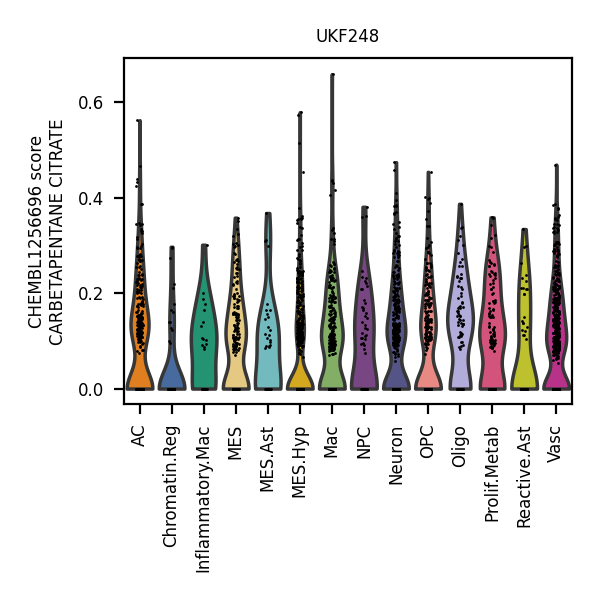 UKF248
CHEMBL1256696 score
CARBETAPENTANE CITRATE
0.6
0.4
0.2
0.0
AC
Chromatin.Reg
Inflammatory.Mac
MES
MES.Ast
MES.Hyp
Mac
NPC
Neuron
OPC
Oligo
Prolif.Metab
Reactive.Ast
Vasc